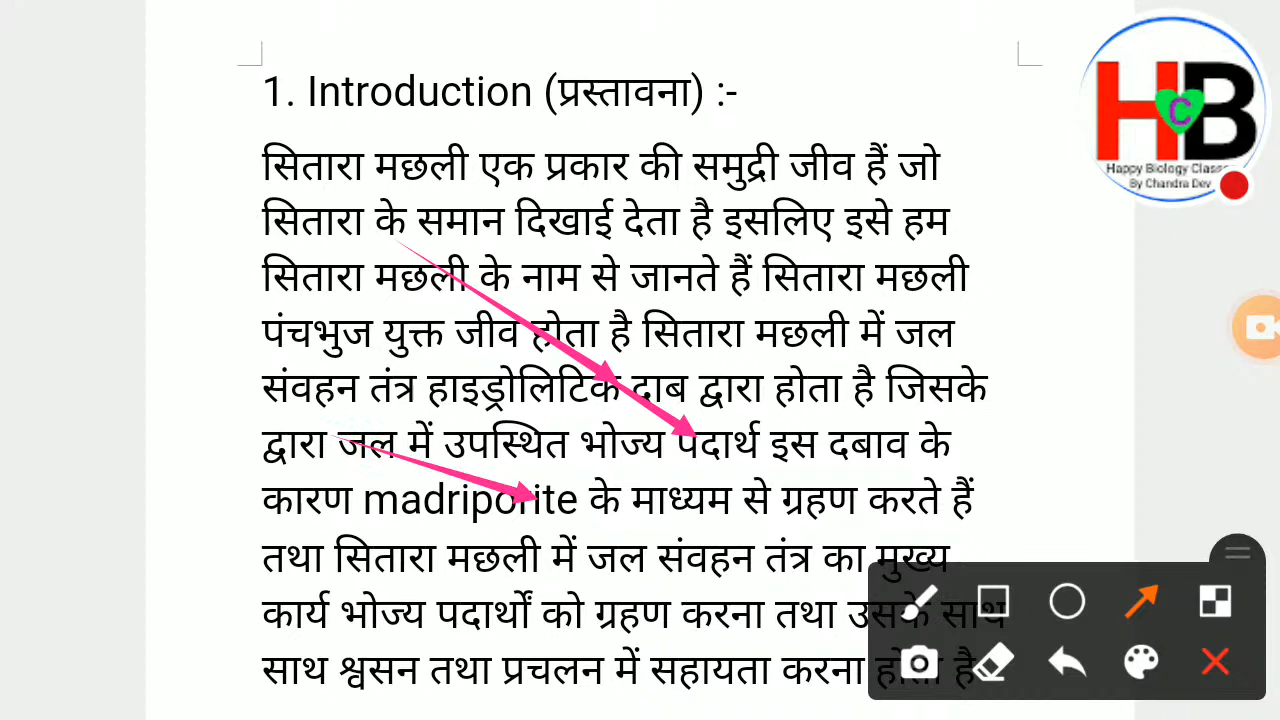 1. Introduction (प्रस्तावना) :-
सितारा मछली एक प्रकार की समुद्री जीव हैं जो
सितारा के समान दिखाई देता है इसलिए इसे हम
सितारा मछली के नाम से जानते हैं सितारा मछली
पंचभुज युक्त जीव होता है सितारा मछली में जल
संवहन तंत्र हाइड्रोलिटिक दाब द्वारा होता है जिसके
द्वारा जल में उपस्थित भोज्य पदार्थ इस दबाव के
कारण madriporite के माध्यम से ग्रहण करते हैं
तथा सितारा मछली में जल संवहन तंत्र का मुख्य
कार्य भोज्य पदार्थों को ग्रहण करना तथा उसके साथ
साथ श्वसन तथा प्रचलन में सहायता करना होता है
HCB
Happy Biology Classes
By Chandra Dev